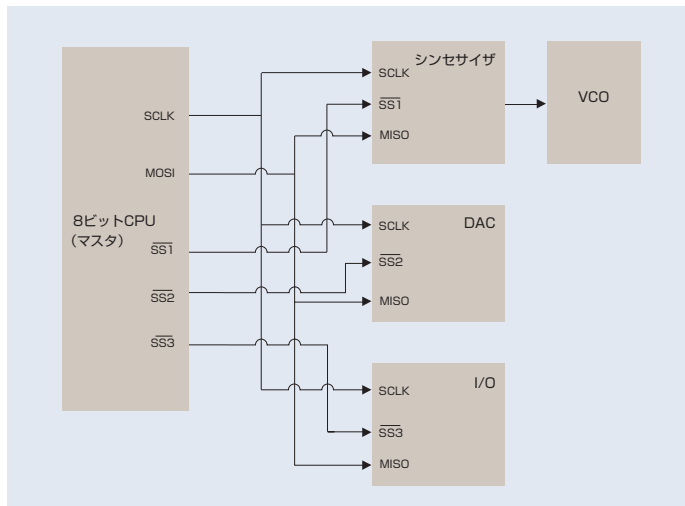 SCLK
MOSI
8ビットCPU
(マスタ)
SS1
SS2
SS3
シンセサイザ
SCLK
SS1
MISO
VCO
DAC
SCLK
SS2
MISO
I/O
SCLK
SS3
MISO